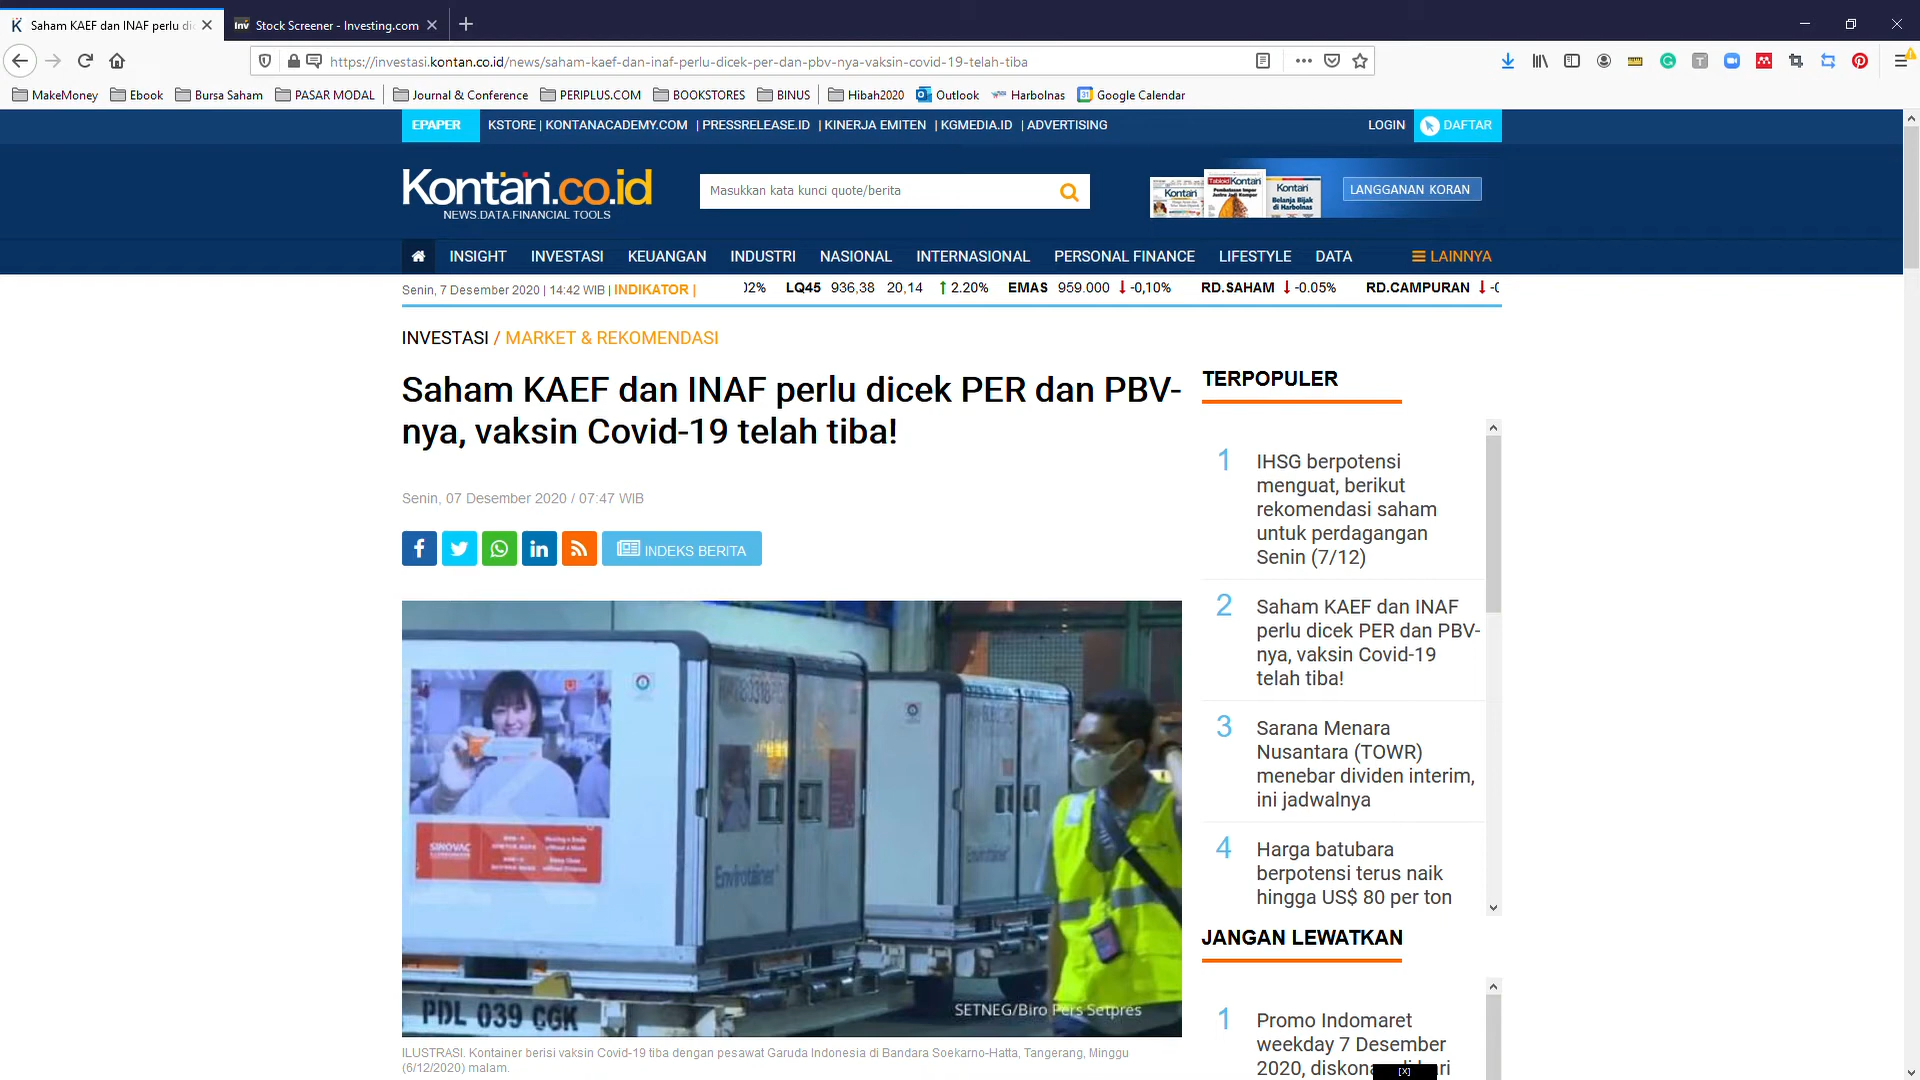 Saham KAEF dan INAF perlu di
Stock Screener - Investing.com
https://investasi.kontan.co.id/news/saham-kaef-dan-inaf-perlu-dicek-per-dan-pbv-nya-vaksin-covid-19-telah-tiba
MakeMoney Ebook Bursa Saham PASAR MODAL Journal & Conference PERIPLUS.COM BOOKSTORES BINUS Hibah2020 Outlook Harbolnas Google Calendar
EPAPER KSTORE | KONTANACADEMY.COM | PRESSRELEASE.ID | KINERJA EMITEN | KGMEDIA.ID | ADVERTISING LOGIN DAFTAR
Kontan.co.id
NEWS.DATA.FINANCIAL TOOLS
Masukkan kata kunci quote/berita
LANGGANAN KORAN
INSIGHT INVESTASI KEUANGAN INDUSTRI NASIONAL INTERNASIONAL PERSONAL FINANCE LIFESTYLE DATA LAINNYA
Senin, 7 Desember 2020 | 14:42 WIB | INDIKATOR | 02% LQ45 936,38 20,14 2.20% EMAS 959.000 -0,10% RD.SAHAM -0.05% RD.CAMPURAN
INVESTASI / MARKET & REKOMENDASI
Saham KAEF dan INAF perlu dicek PER dan PBV-
nya, vaksin Covid-19 telah tiba!
Senin, 07 Desember 2020 / 07:47 WIB
INDEKS BERITA
SINOVAC
Envirotainer
PDL 039 CGK
SETNEG/Biro Pers Setpres
ILUSTRASI. Kontainer berisi vaksin Covid-19 tiba dengan pesawat Garuda Indonesia di Bandara Soekarno-Hatta, Tangerang, Minggu
(6/12/2020) malam.
TERPOPULER
1 IHSG berpotensi
menguat, berikut
rekomendasi saham
untuk perdagangan
Senin (7/12)
2 Saham KAEF dan INAF
perlu dicek PER dan PBV-
nya, vaksin Covid-19
telah tiba!
3 Sarana Menara
Nusantara (TOWR)
menebar dividen interim,
ini jadwalnya
4 Harga batubara
berpotensi terus naik
hingga US$ 80 per ton
JANGAN LEWATKAN
1 Promo Indomaret
weekday 7 Desember
2020,
[X]